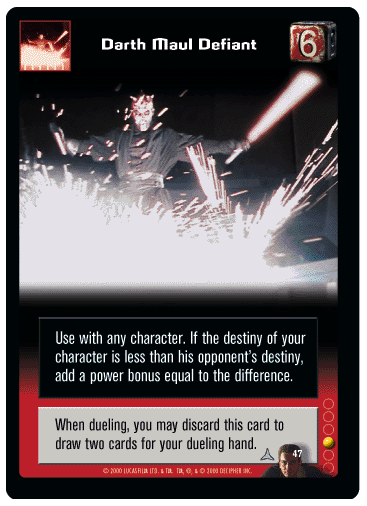 Darth Maul Defiant
6
Use with any character. If the destiny of your
character is less than his opponent's destiny,
add a power bonus equal to the difference.
When dueling, you may discard this card to
draw two cards for your dueling hand.
47
© 2000 LUCASFILM LTD. & TM. TM, ®, & © 2000 DECIPHER INC.